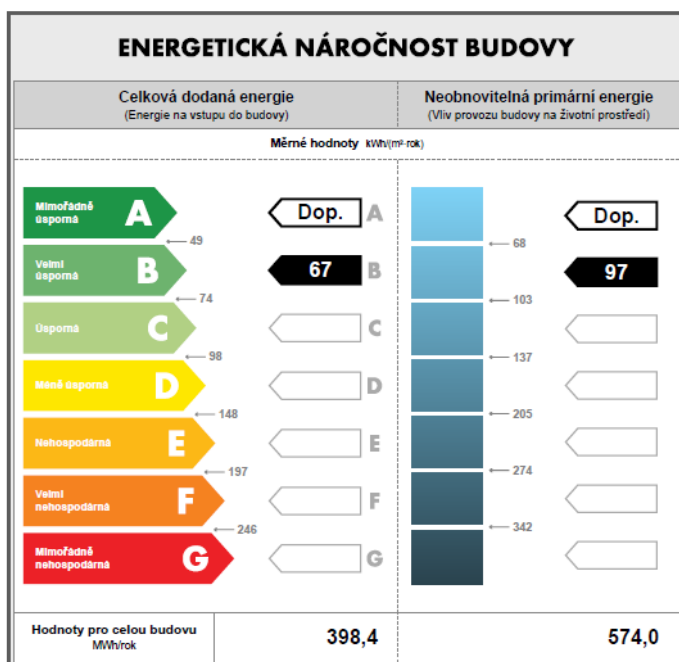 ENERGETICKÁ NÁROČNOST BUDOVY
Celková dodaná energie
(Energie na vstupu do budovy)
Neobnovitelná primární energie
(Vliv provozu budovy na životní prostředí)
Měrné hodnoty kWh/(m²·rok)
Mimořádně
úsporná
A
Dop.
A
Dop.
49
68
Velmi
úsporná
B
67
B
97
74
103
Úsporná
C
C
98
137
Méně úsporná
D
D
148
205
Nehospodárná
E
E
197
274
Velmi
nehospodárná
F
F
246
342
Mimořádně
nehospodárná
G
G
Hodnoty pro celou budovu
MWh/rok
398,4
574,0